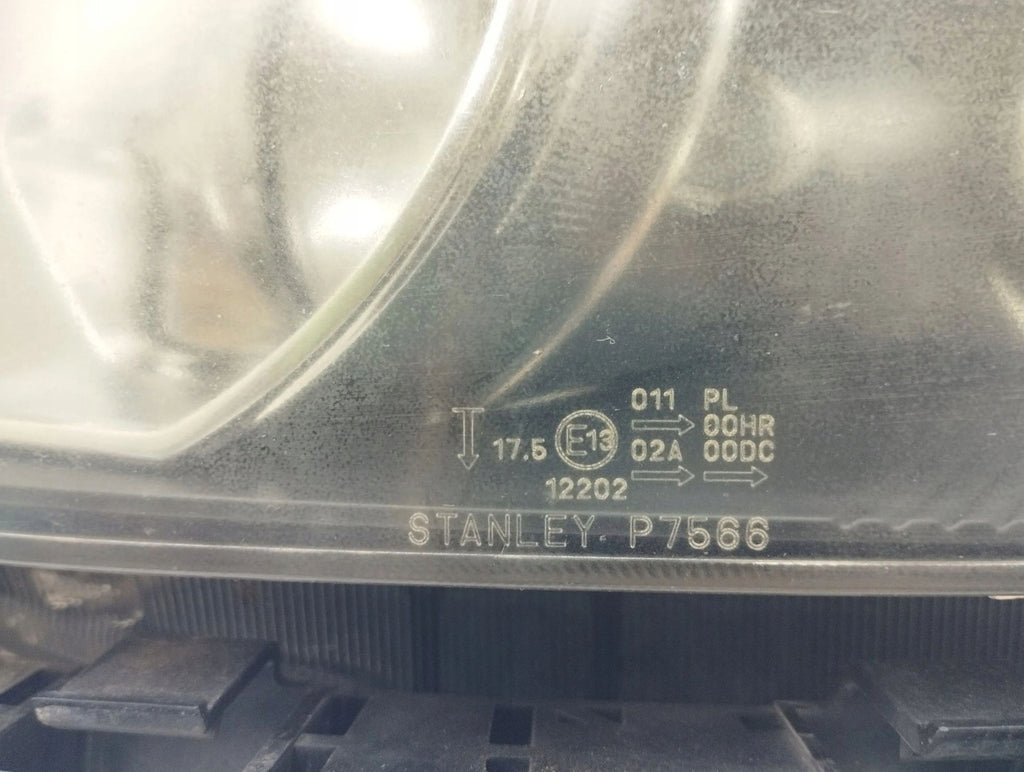 011 PL
17.5 E13 00HR
02A 00DC
12202
STANLEY P7566